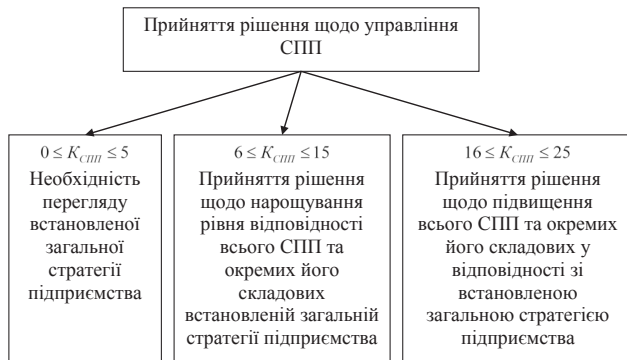 Прийняття рішення щодо управління
СПП
0 ≤ K_СПП ≤ 5
Необхідність
перегляду
встановленої
загальної
стратегії
підприємства
6 ≤ K_СПП ≤ 15
Прийняття рішення
щодо нарощування
рівня відповідності
всього СПП та
окремих його
складових
встановленій загальній
стратегії підприємства
16 ≤ K_СПП ≤ 25
Прийняття рішення
щодо підвищення
всього СПП та окремих
його складових у
відповідності зі
встановленою
загальною стратегією
підприємства